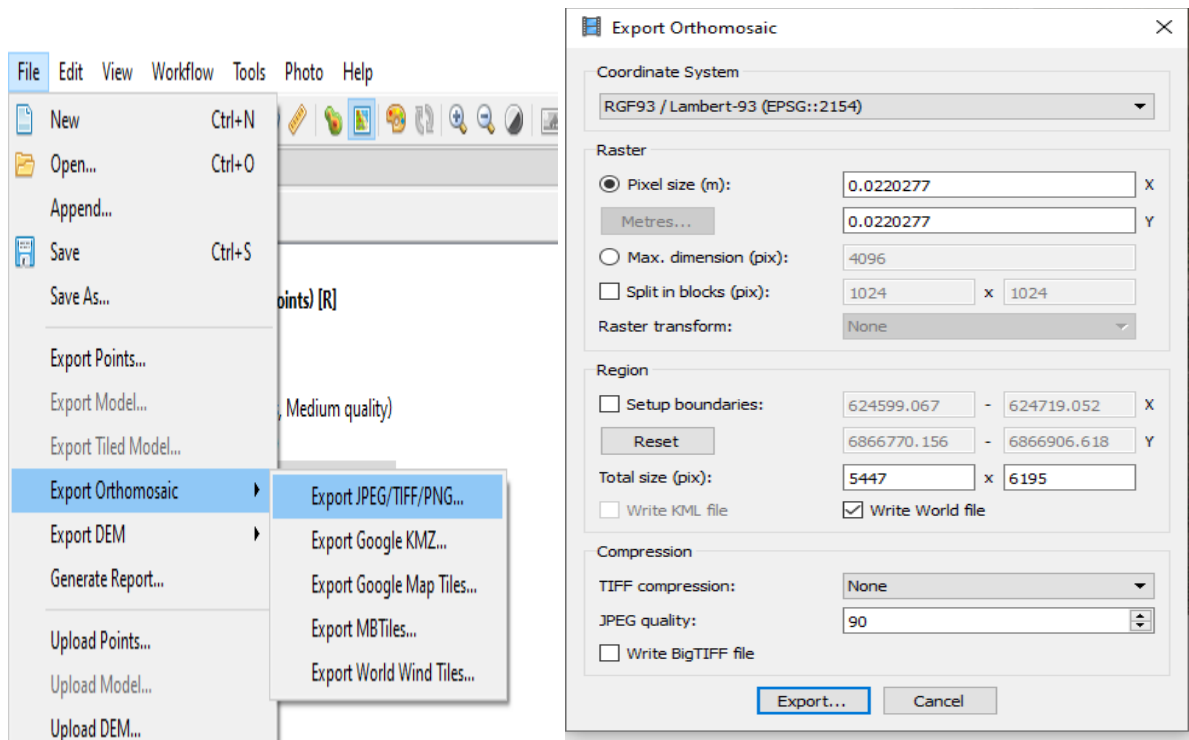 File Edit View Workflow Tools Photo Help
New Ctrl+N
Open... Ctrl+O
Append...
Save Ctrl+S
Save As...
oints) [R]
Export Points...
Export Model...
, Medium quality)
Export Tiled Model...
Export Orthomosaic
Export DEM
Generate Report...
Upload Points...
Upload Model...
Upload DEM...
Export JPEG/TIFF/PNG...
Export Google KMZ...
Export Google Map Tiles...
Export MBTiles...
Export World Wind Tiles...
Export Orthomosaic
Coordinate System
RGF93 / Lambert-93 (EPSG::2154)
Raster
Pixel size (m): 0.0220277 X
Metres... 0.0220277 Y
Max. dimension (pix): 4096
Split in blocks (pix): 1024 x 1024
Raster transform: None
Region
Setup boundaries: 624599.067 - 624719.052 X
Reset 6866770.156 - 6866906.618 Y
Total size (pix): 5447 x 6195
Write KML file Write World file
Compression
TIFF compression: None
JPEG quality: 90
Write BigTIFF file
Export... Cancel